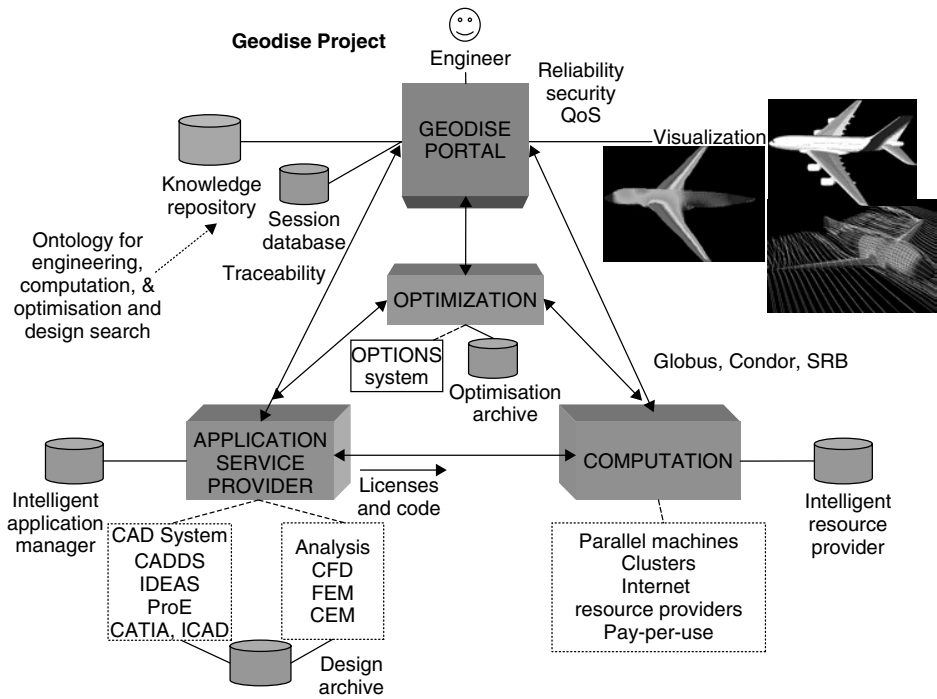 Geodise Project
Engineer
Reliability
security
QoS
GEODISE
PORTAL
Visualization
Knowledge
repository
Session
database
Ontology for
engineering,
computation, &
optimisation and
design search
Traceability
OPTIMIZATION
OPTIONS
system
Optimisation
archive
Globus, Condor, SRB
APPLICATION
SERVICE
PROVIDER
Licenses
and code
COMPUTATION
Intelligent
application
manager
Intelligent
resource
provider
CAD System
CADDS
IDEAS
ProE
CATIA, ICAD
Analysis
CFD
FEM
CEM
Parallel machines
Clusters
Internet
resource providers
Pay-per-use
Design
archive